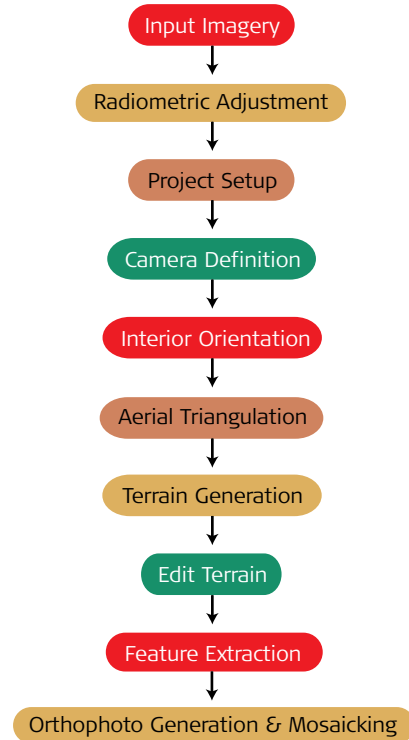 Input Imagery
Radiometric Adjustment
Project Setup
Camera Definition
Interior Orientation
Aerial Triangulation
Terrain Generation
Edit Terrain
Feature Extraction
Orthophoto Generation & Mosaicking